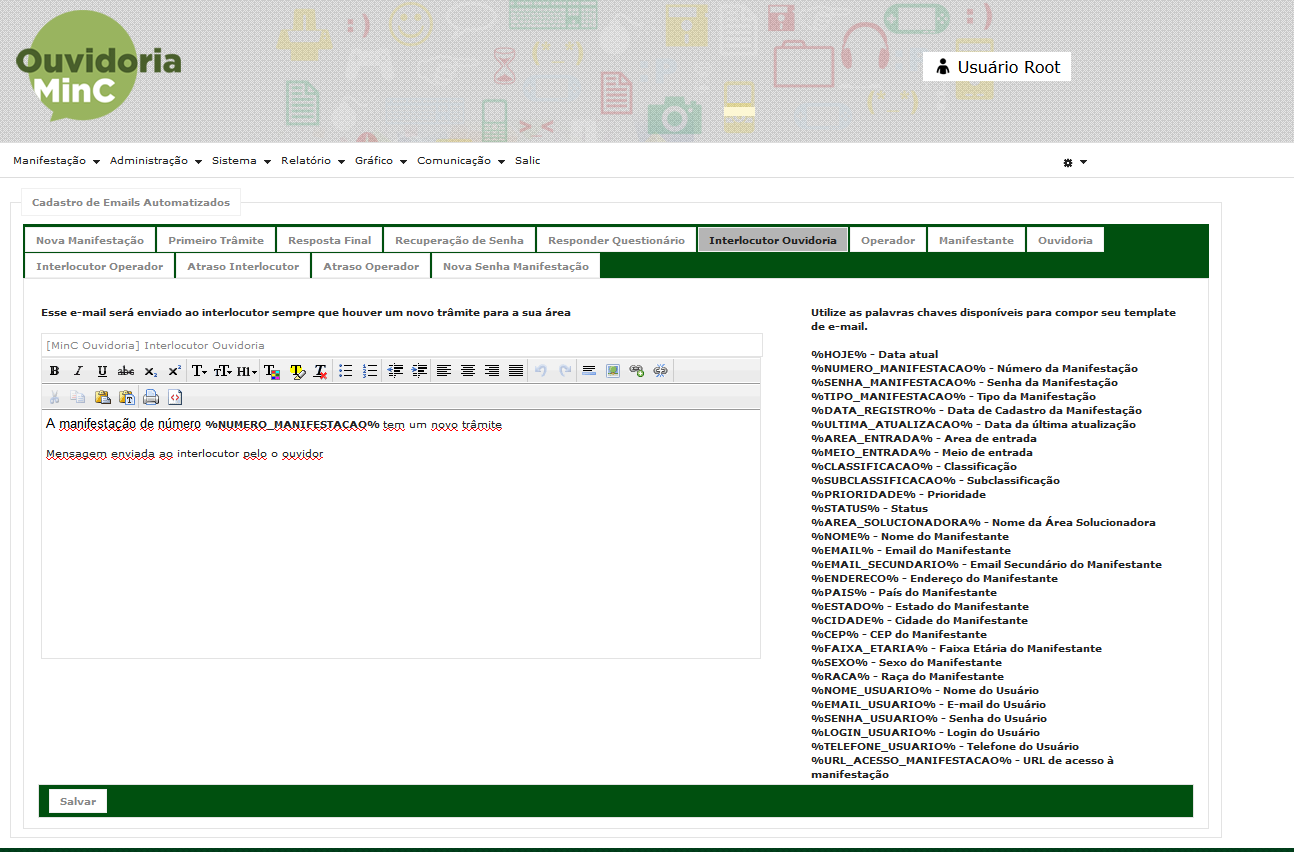 Ouvidoria
MinC
Usuário Root
Manifestação Administração Sistema Relatório Gráfico Comunicação Salic
Cadastro de Emails Automatizados
Nova Manifestação Primeiro Trâmite Resposta Final Recuperação de Senha Responder Questionário Interlocutor Ouvidoria Operador Manifestante Ouvidoria
Interlocutor Operador Atraso Interlocutor Atraso Operador Nova Senha Manifestação
Esse e-mail será enviado ao interlocutor sempre que houver um novo trâmite para a sua área
[MinC Ouvidoria] Interlocutor Ouvidoria
A manifestação de número %NUMERO_MANIFESTACAO% tem um novo trâmite
Mensagem enviada ao interlocutor pelo o ouvidor
Utilize as palavras chaves disponíveis para compor seu template
de e-mail.
%HOJE% - Data atual
%NUMERO_MANIFESTACAO% - Número da Manifestação
%SENHA_MANIFESTACAO% - Senha da Manifestação
%TIPO_MANIFESTACAO% - Tipo da Manifestação
%DATA_REGISTRO% - Data de Cadastro da Manifestação
%ULTIMA_ATUALIZACAO% - Data da última atualização
%AREA_ENTRADA% - Area de entrada
%MEIO_ENTRADA% - Meio de entrada
%CLASSIFICACAO% - Classificação
%SUBCLASSIFICACAO% - Subclassificação
%PRIORIDADE% - Prioridade
%STATUS% - Status
%AREA_SOLUCIONADORA% - Nome da Área Solucionadora
%NOME% - Nome do Manifestante
%EMAIL% - Email do Manifestante
%EMAIL_SECUNDARIO% - Email Secundário do Manifestante
%ENDERECO% - Endereço do Manifestante
%PAIS% - País do Manifestante
%ESTADO% - Estado do Manifestante
%CIDADE% - Cidade do Manifestante
%CEP% - CEP do Manifestante
%FAIXA_ETARIA% - Faixa Etária do Manifestante
%SEXO% - Sexo do Manifestante
%RACA% - Raça do Manifestante
%NOME_USUARIO% - Nome do Usuário
%EMAIL_USUARIO% - E-mail do Usuário
%SENHA_USUARIO% - Senha do Usuário
%LOGIN_USUARIO% - Login do Usuário
%TELEFONE_USUARIO% - Telefone do Usuário
%URL_ACESSO_MANIFESTACAO% - URL de acesso à
manifestação
Salvar